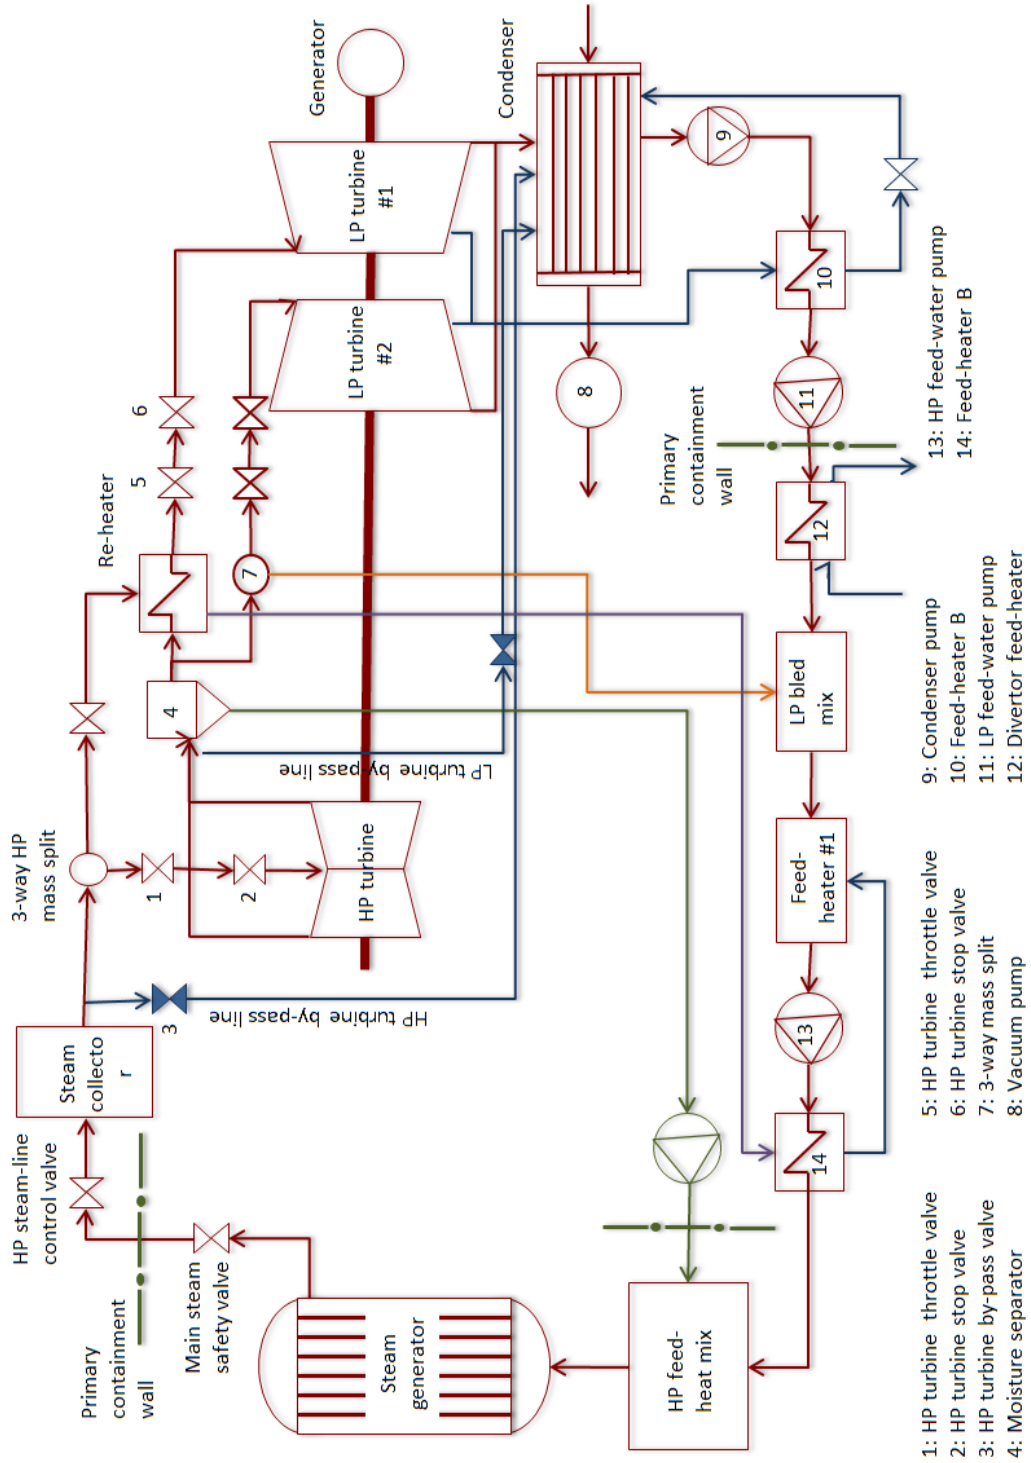 HP steam-line
control valve
Steam
collecto
r
Primary
containment
wall
Main steam
safety valve
Steam
generator
HP feed-
heat mix
3
HP turbine by-pass line
3-way HP
mass split
1
2
HP turbine
4
LP turbine by-pass line
Re-heater
5
6
7
LP turbine
#2
LP turbine
#1
Generator
Condenser
8
9
10
11
Primary
containment
wall
12
LP bled
mix
Feed-
heater #1
13
14
1: HP turbine throttle valve
2: HP turbine stop valve
3: HP turbine by-pass valve
4: Moisture separator
5: HP turbine throttle valve
6: HP turbine stop valve
7: 3-way mass split
8: Vacuum pump
9: Condenser pump
10: Feed-heater B
11: LP feed-water pump
12: Divertor feed-heater
13: HP feed-water pump
14: Feed-heater B